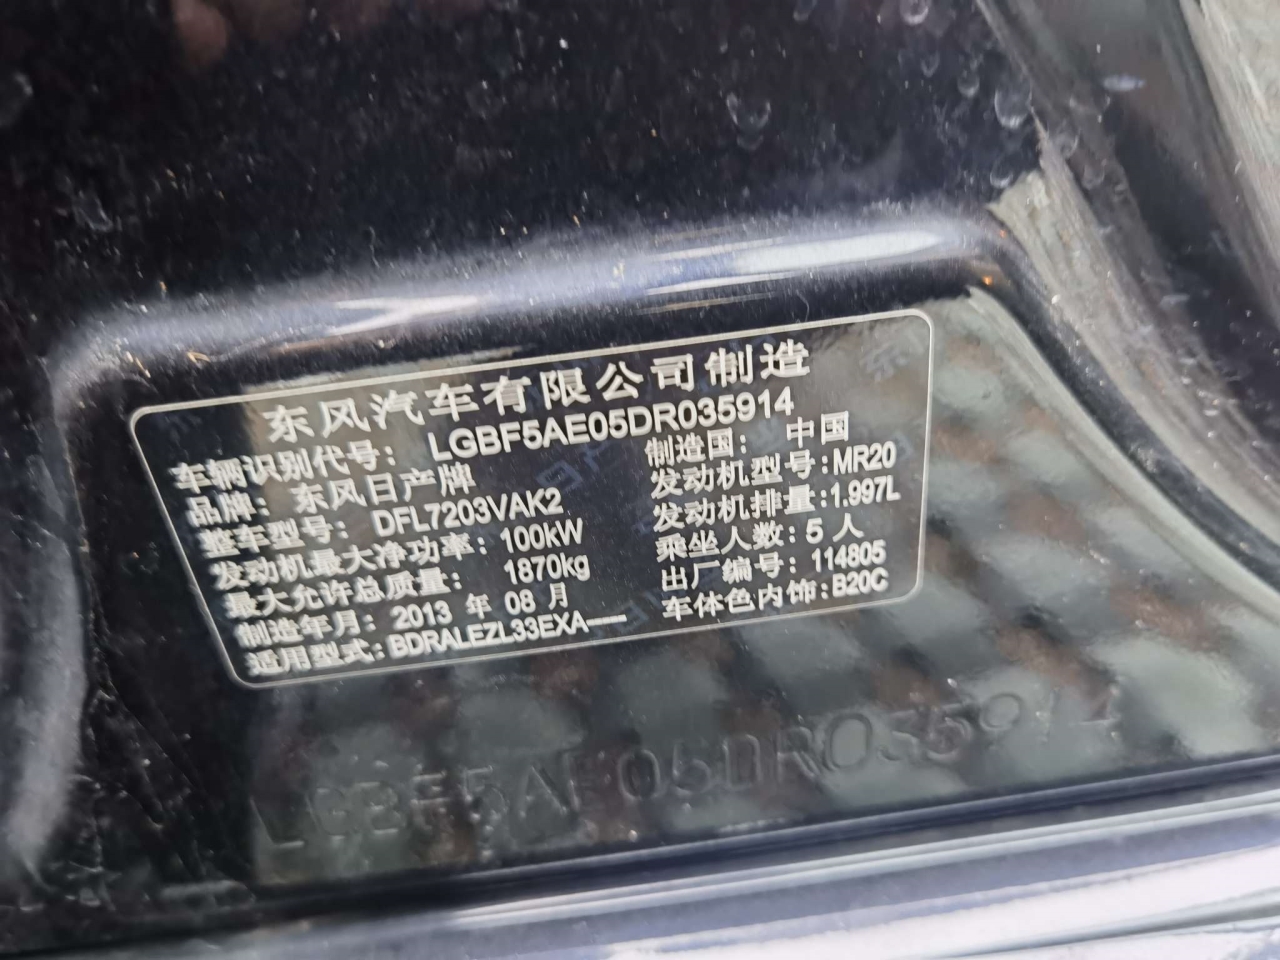 东风汽车有限公司制造
车辆识别代号: LGBF5AE05DR035914
品牌: 东风日产牌 制造国: 中国
整车型号: DFL7203VAK2 发动机型号: MR20
发动机最大净功率: 100kW 发动机排量: 1.997L
最大允许总质量: 1870kg 乘坐人数: 5 人
制造年月: 2013 年 08 月 出厂编号: 114805
适用型式: BDRALEZL33EXA---- 车体色内饰: B20C
LGBF5AE05DR035914